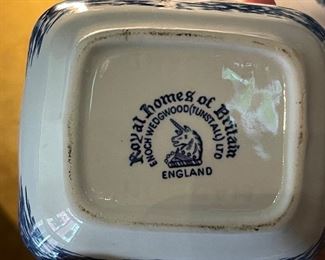 Royal Homes of Britain
ENOCH WEDGWOOD (TUNSTALL) LTD
ENGLAND